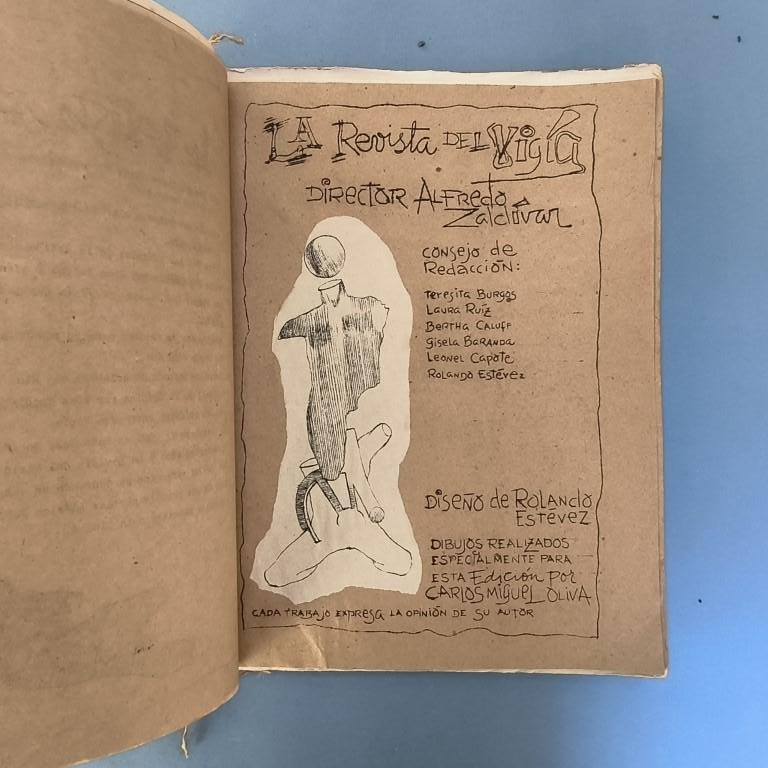 LA Revista DEL Vigía
DIRECTOR ALFREDO
Zaldívar
CONSEJO de
Redacción:
Teresita Burgos
Laura Ruíz
Bertha Caluff
Gisela Baranda
Leonel Capote
Rolando Estévez
Diseño de Rolando
Estévez
DIBUJOS REALIZADOS
ESPECIALMENTE PARA
ESTA Edición por
CARLOS Miguel OLIVA
CADA TRABAJO EXPRESA LA OPINIÓN DE SU AUTOR